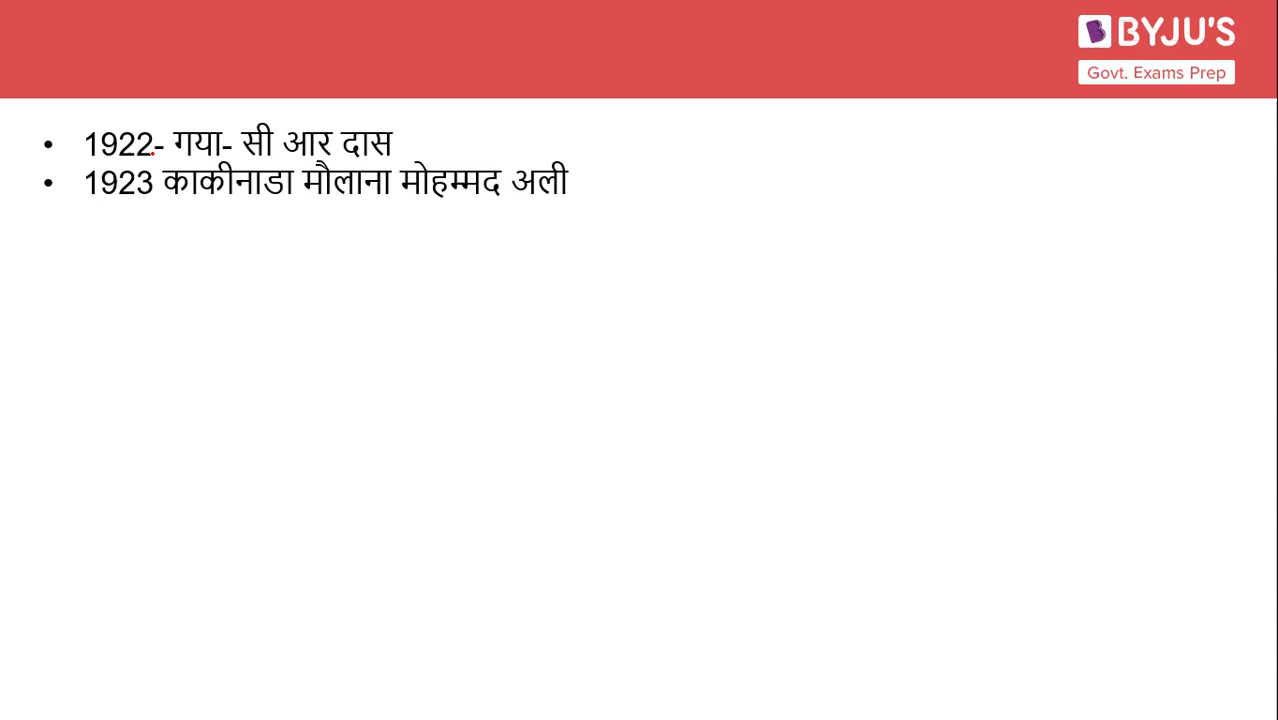 BYJU'S
Govt. Exams Prep
• 1922- गया- सी आर दास
• 1923 काकीनाडा मौलाना मोहम्मद अली